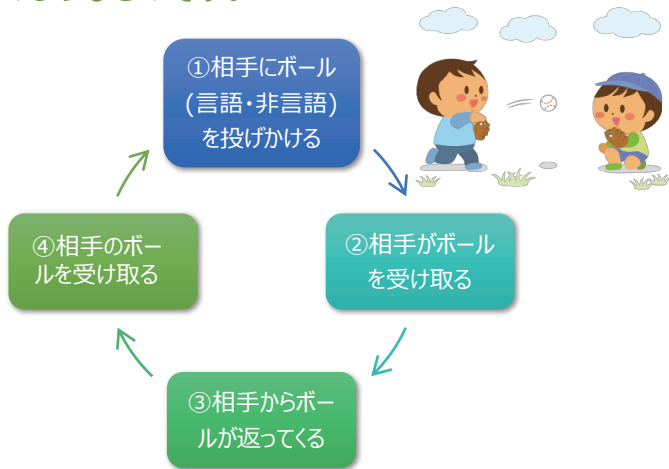 ①相手にボール
(言語・非言語)
を投げかける
②相手がボール
を受け取る
③相手からボー
ルが返ってくる
④相手のボー
ルを受け取る